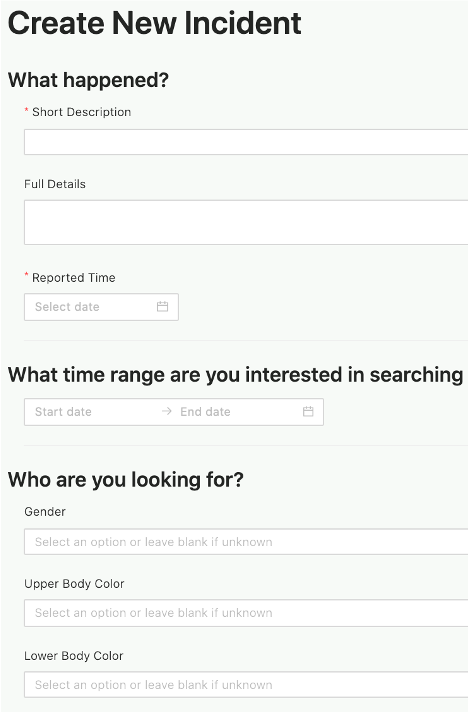 Create New Incident
What happened?
* Short Description
Full Details
* Reported Time
Select date
What time range are you interested in searching
Start date → End date
Who are you looking for?
Gender
Select an option or leave blank if unknown
Upper Body Color
Select an option or leave blank if unknown
Lower Body Color
Select an option or leave blank if unknown